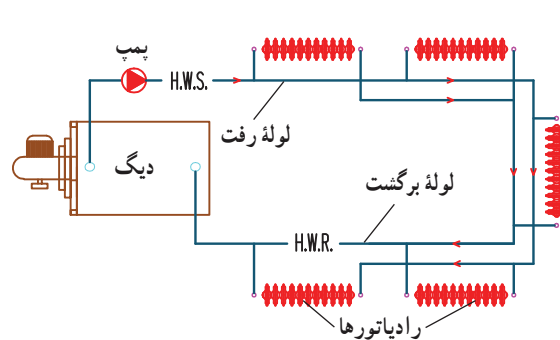 پمپ
H.W.S.
لولهٔ رفت
دیگ
لولهٔ برگشت
H.W.R.
رادیاتورها